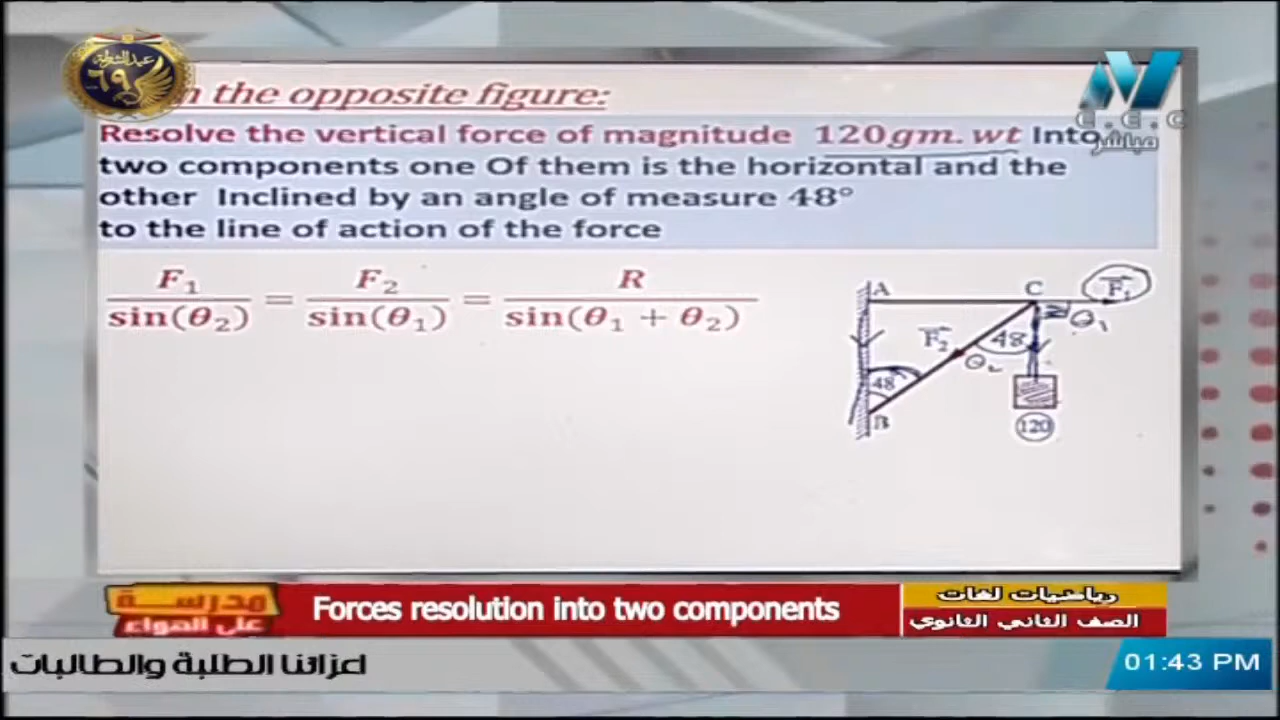 n the opposite figure:
Resolve the vertical force of magnitude 120gm.wt Into
two components one Of them is the horizontal and the
other Inclined by an angle of measure 48°
to the line of action of the force
F₁/sin(θ₂) = F₂/sin(θ₁) = R/sin(θ₁ + θ₂)
A
C
F₁
θ₁
F₂
48
θ₂
48
B
120
عيد الشرطة
٦٩
E.E.C
مباشر
مدرسة
على الهواء
Forces resolution into two components
رياضيات لغات
الصف الثاني الثانوي
اعزائنا الطلبة والطالبات
01:43 PM